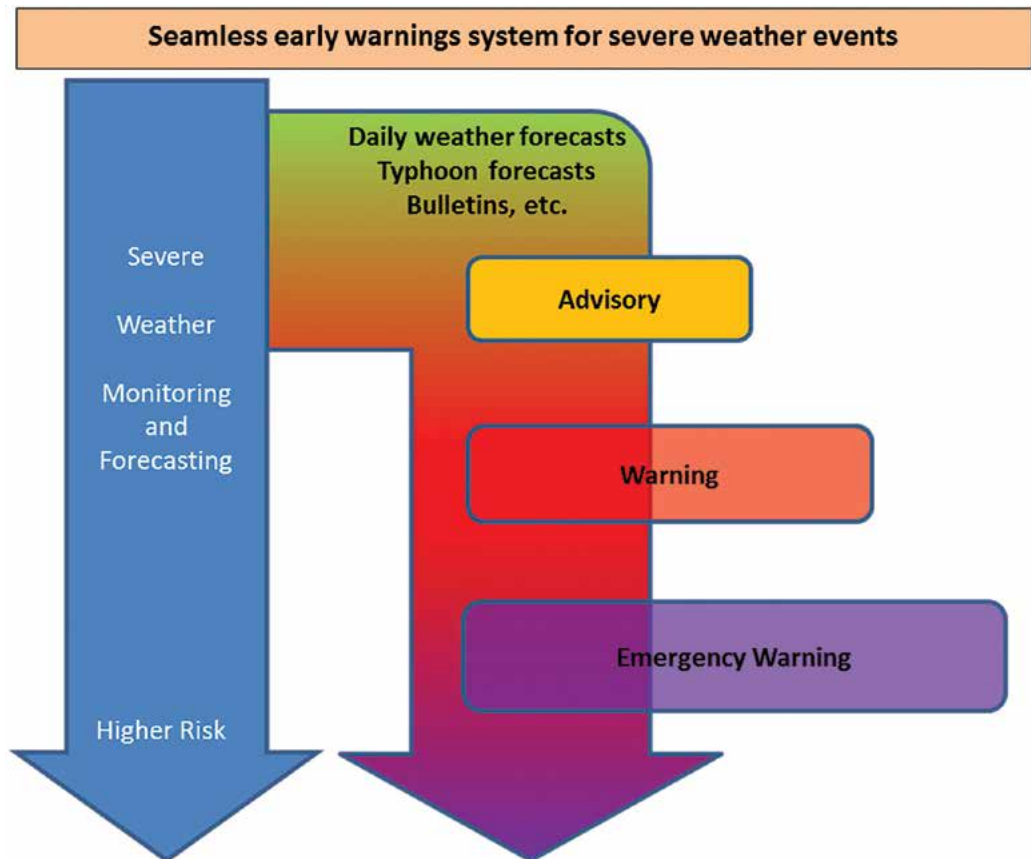 Seamless early warnings system for severe weather events
Daily weather forecasts
Typhoon forecasts
Bulletins, etc.
Severe
Weather
Monitoring
and
Forecasting
Higher Risk
Advisory
Warning
Emergency Warning